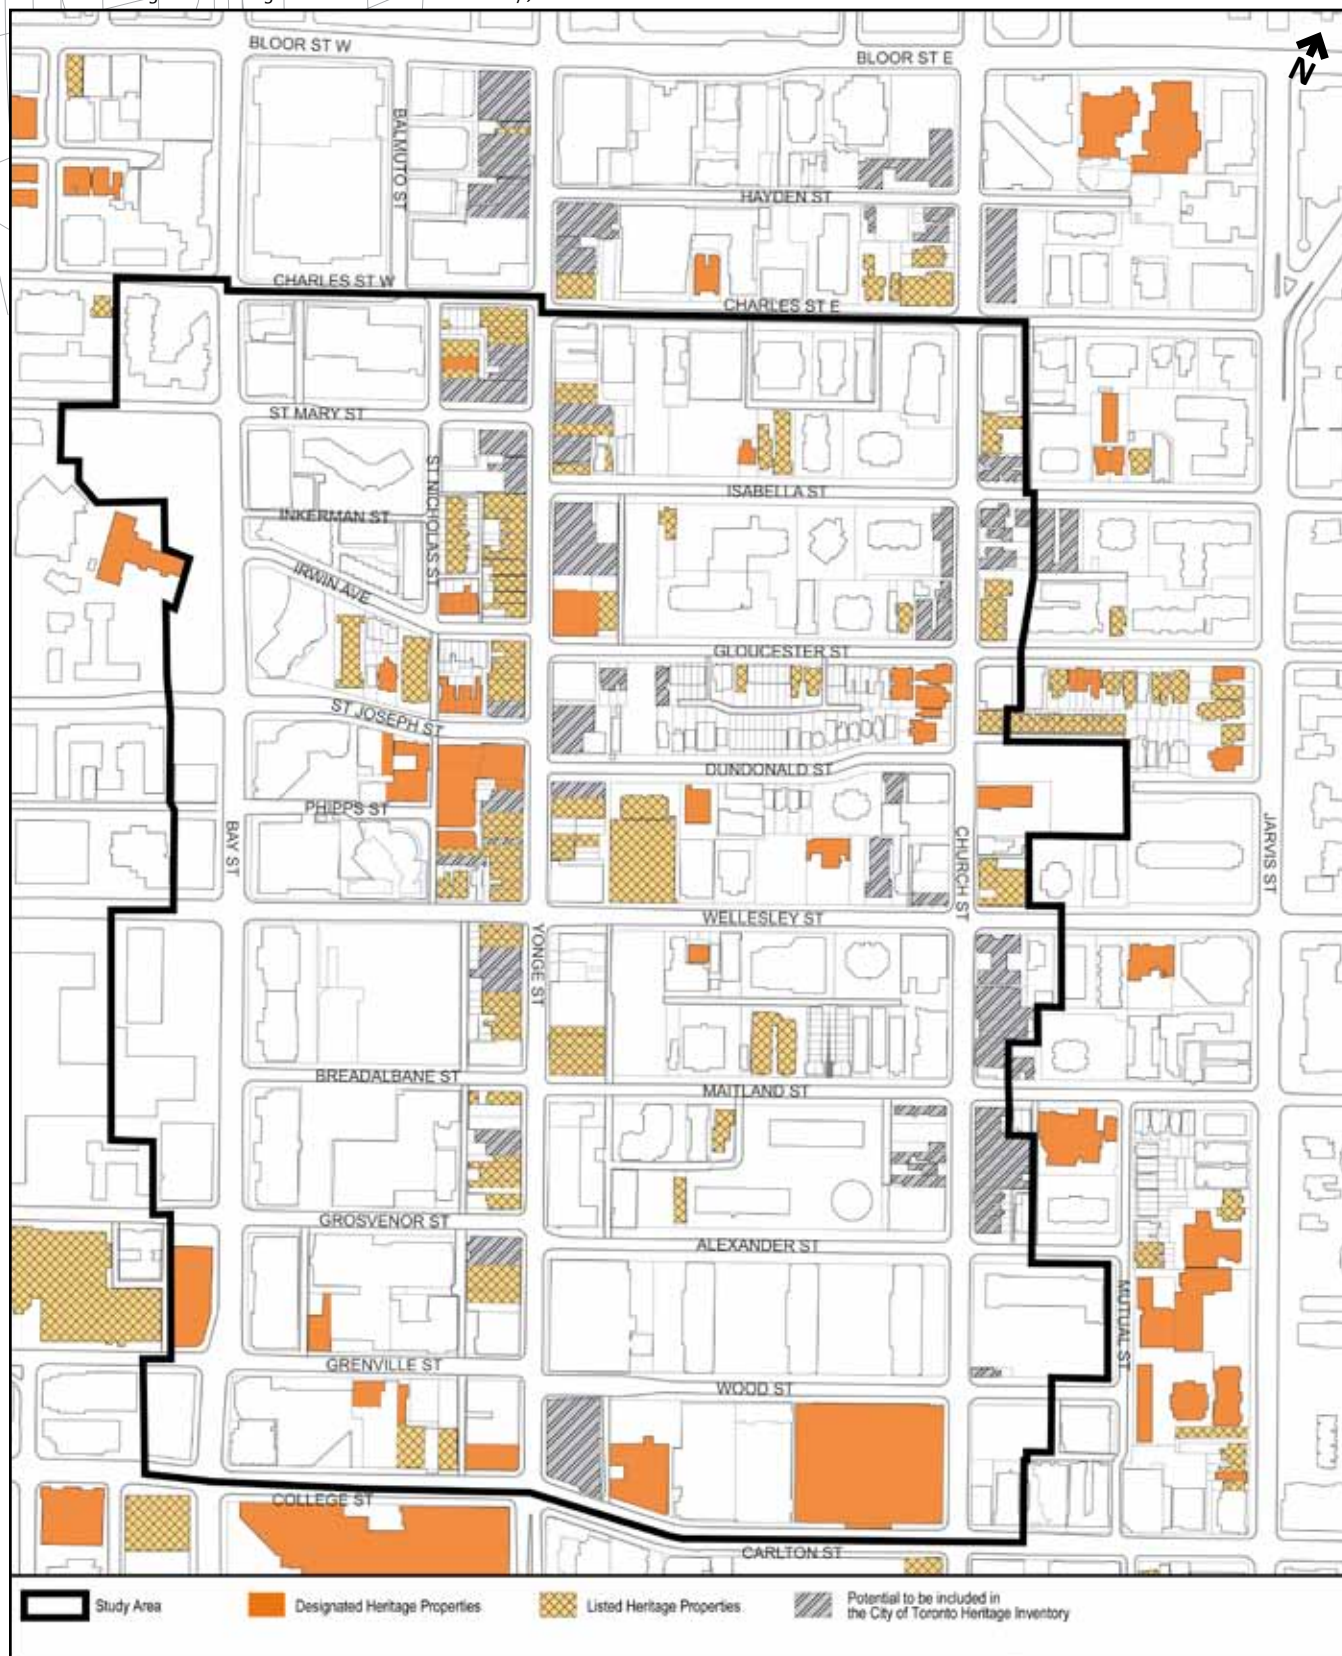 BLOOR ST W
BLOOR ST E
N
BALMUTO ST
HAYDEN ST
CHARLES ST W
CHARLES ST E
ST MARY ST
ST NICHOLAS ST
ISABELLA ST
INKERMAN ST
IRWIN AVE
GLOUCESTER ST
ST JOSEPH ST
DUNDONALD ST
PHIPPS ST
BAY ST
CHURCH ST
JARVIS ST
WELLESLEY ST
YONGE ST
BREADALBANE ST
MAITLAND ST
GROSVENOR ST
ALEXANDER ST
MUTUAL ST
GRENVILLE ST
WOOD ST
COLLEGE ST
CARLTON ST
Study Area
Designated Heritage Properties
Listed Heritage Properties
Potential to be included in
the City of Toronto Heritage Inventory